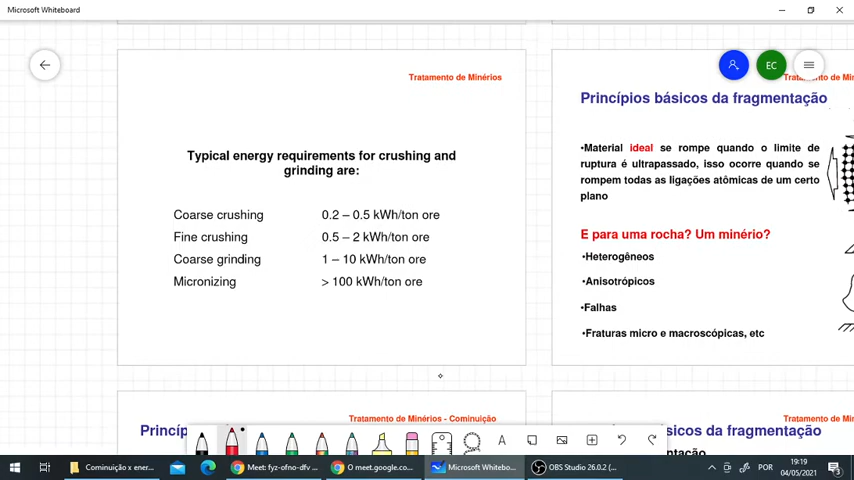 Microsoft Whiteboard
Tratamento de Minérios
Typical energy requirements for crushing and
grinding are:
Coarse crushing 0.2 – 0.5 kWh/ton ore
Fine crushing 0.5 – 2 kWh/ton ore
Coarse grinding 1 – 10 kWh/ton ore
Micronizing > 100 kWh/ton ore
EC
Princípios básicos da fragmentação
•Material ideal se rompe quando o limite de
ruptura é ultrapassado, isso ocorre quando se
rompem todas as ligações atômicas de um certo
plano
E para uma rocha? Um minério?
•Heterogêneos
•Anisotrópicos
•Falhas
•Fraturas micro e macroscópicas, etc
Tratamento de Minérios - Cominuição
da fragmentação
Cominuição x ener...
Meet: fyz-ofno-dfv ...
O meet.google.co...
Microsoft Whitebo...
OBS Studio 26.0.2 (...
POR
19:19
04/05/2021
3